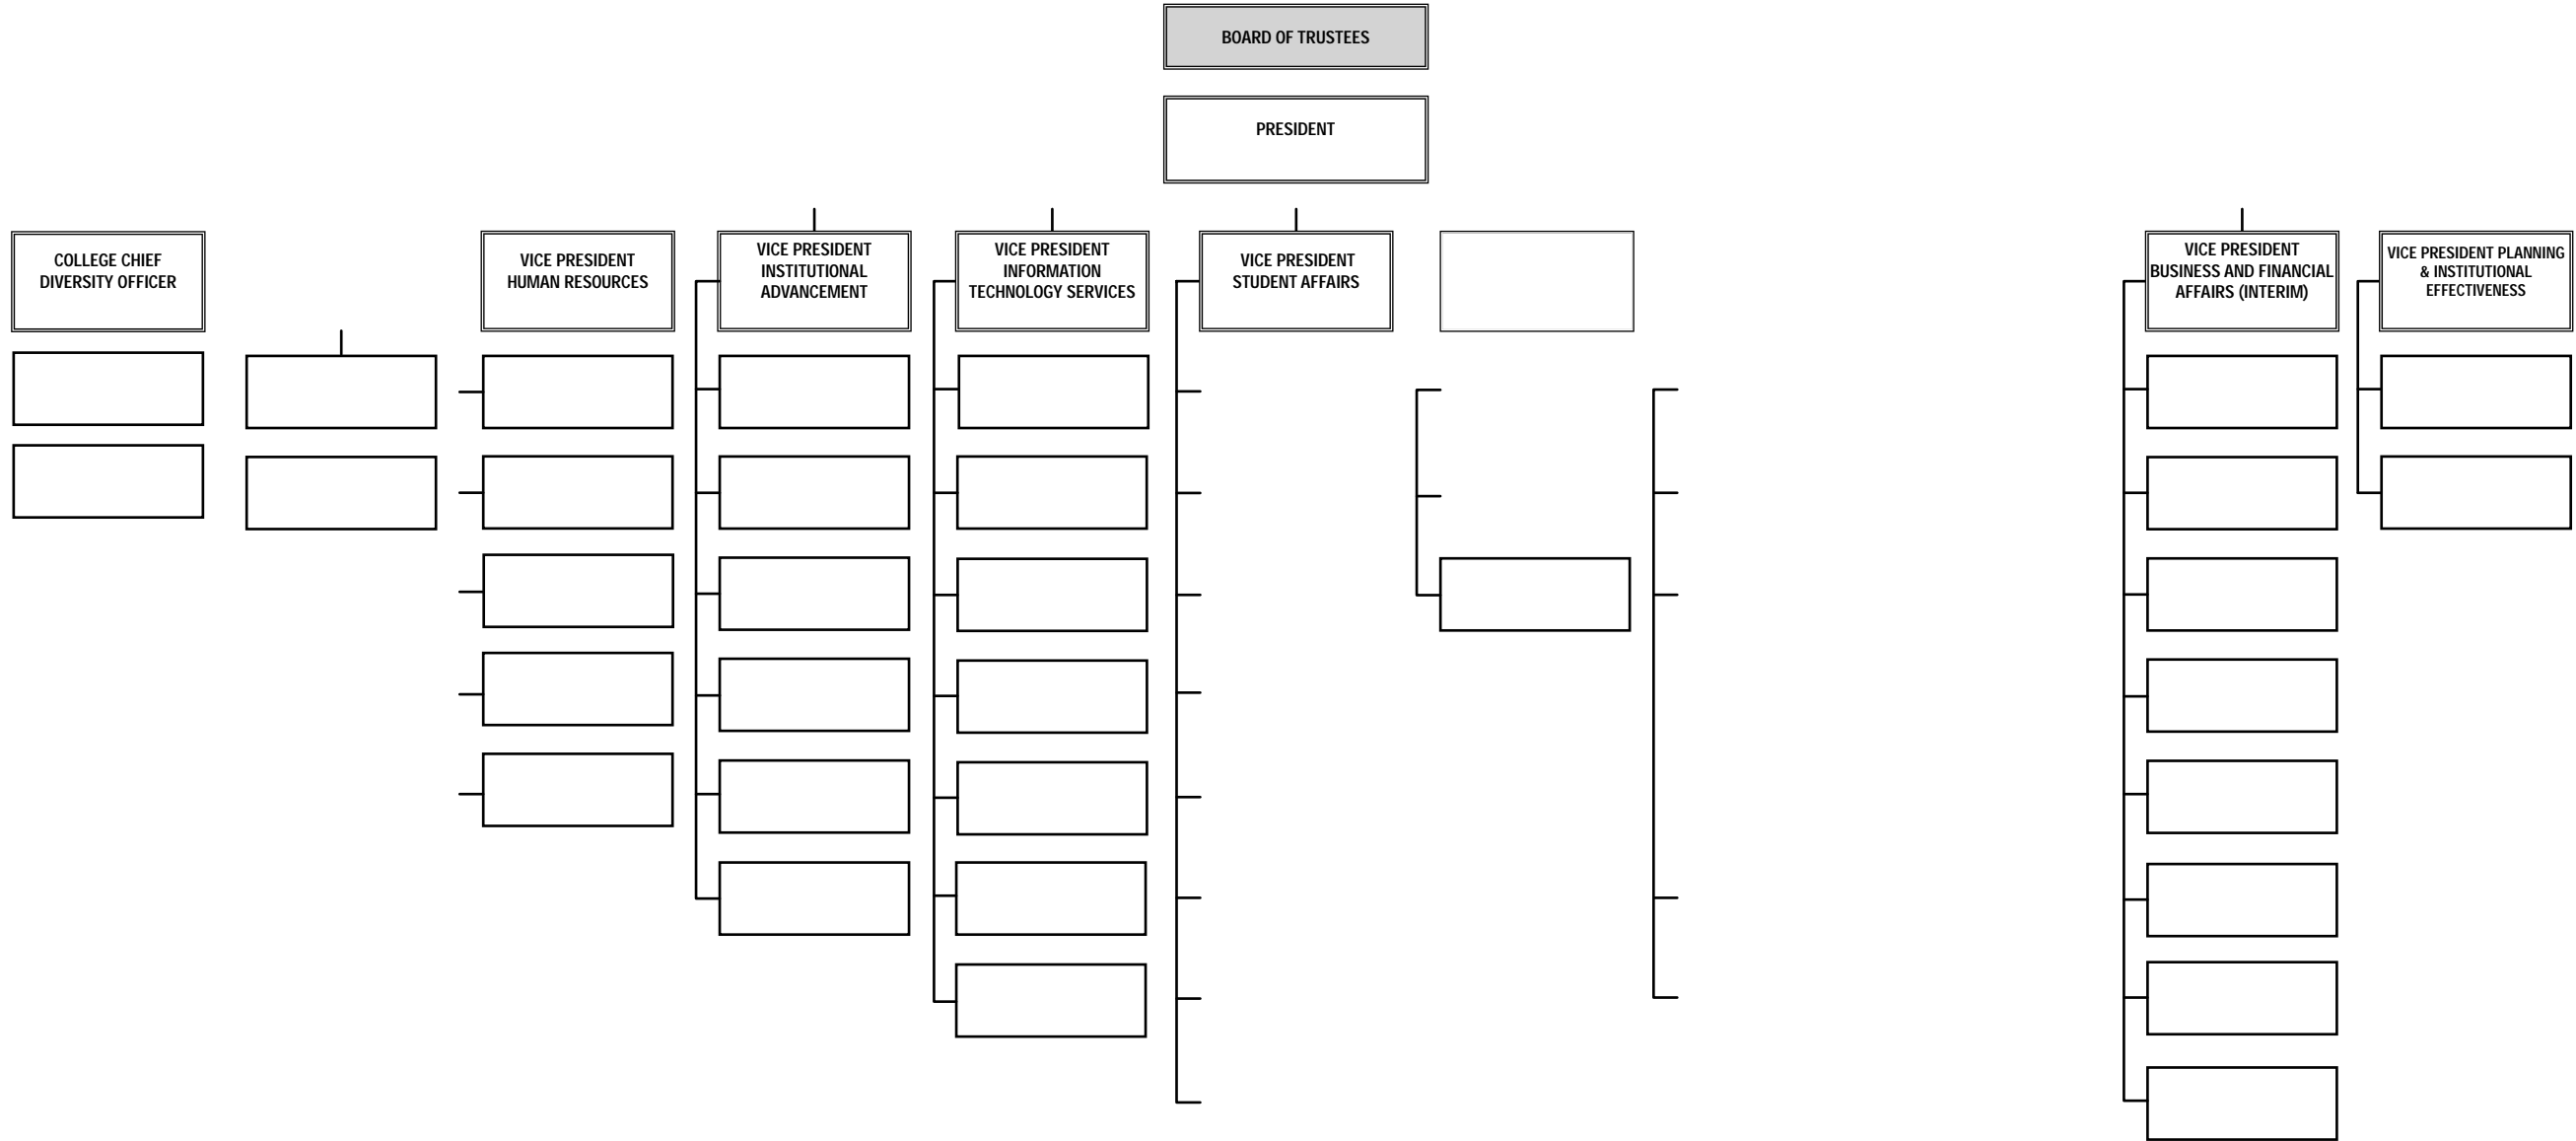 BOARD OF TRUSTEES
PRESIDENT
COLLEGE CHIEF
DIVERSITY OFFICER
VICE PRESIDENT
HUMAN RESOURCES
VICE PRESIDENT
INSTITUTIONAL
ADVANCEMENT
VICE PRESIDENT
INFORMATION
TECHNOLOGY SERVICES
VICE PRESIDENT
STUDENT AFFAIRS
VICE PRESIDENT
BUSINESS AND FINANCIAL
AFFAIRS (INTERIM)
VICE PRESIDENT PLANNING
& INSTITUTIONAL
EFFECTIVENESS